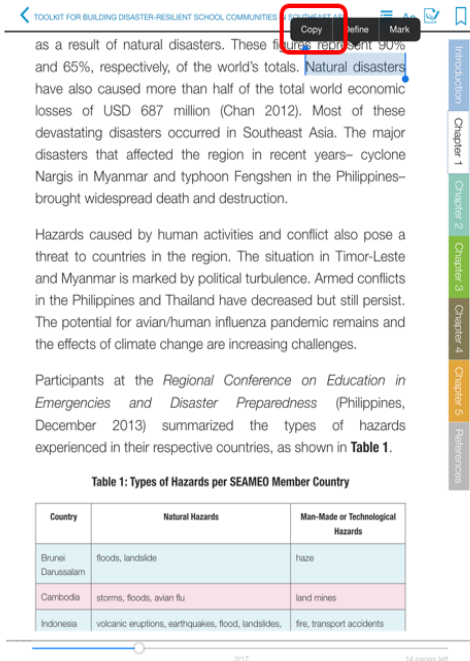 TOOLKIT FOR BUILDING DISASTER-RESILIENT SCHOOL COMMUNITIES IN SOUTHEAST
Copy Define Mark
as a result of natural disasters. These figures represent 90%
and 65%, respectively, of the world's totals. Natural disasters
have also caused more than half of the total world economic
losses of USD 687 million (Chan 2012). Most of these
devastating disasters occurred in Southeast Asia. The major
disasters that affected the region in recent years– cyclone
Nargis in Myanmar and typhoon Fengshen in the Philippines–
brought widespread death and destruction.
Hazards caused by human activities and conflict also pose a
threat to countries in the region. The situation in Timor-Leste
and Myanmar is marked by political turbulence. Armed conflicts
in the Philippines and Thailand have decreased but still persist.
The potential for avian/human influenza pandemic remains and
the effects of climate change are increasing challenges.
Participants at the Regional Conference on Education in
Emergencies and Disaster Preparedness (Philippines,
December 2013) summarized the types of hazards
experienced in their respective countries, as shown in Table 1.
Table 1: Types of Hazards per SEAMEO Member Country
Country Natural Hazards Man-Made or Technological
Hazards
Brunei floods, landslide haze
Darussalam
Cambodia storms, floods, avian flu land mines
Indonesia volcanic eruptions, earthquakes, flood, landslides, fire, transport accidents
3/17 14 pages left
Introduction
Chapter 1
Chapter 2
Chapter 3
Chapter 4
Chapter 5
References